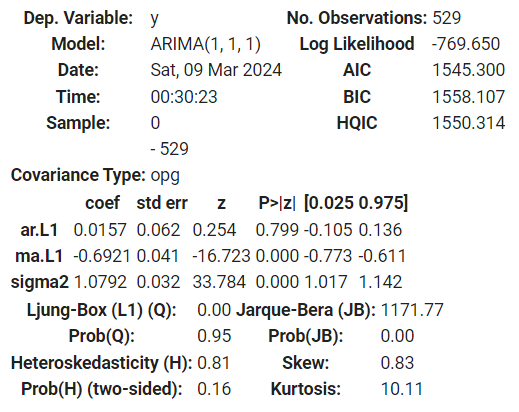 Dep. Variable: y No. Observations: 529
Model: ARIMA(1, 1, 1) Log Likelihood -769.650
Date: Sat, 09 Mar 2024 AIC 1545.300
Time: 00:30:23 BIC 1558.107
Sample: 0 HQIC 1550.314
- 529
Covariance Type: opg
coef std err z P>|z| [0.025 0.975]
ar.L1 0.0157 0.062 0.254 0.799 -0.105 0.136
ma.L1 -0.6921 0.041 -16.723 0.000 -0.773 -0.611
sigma2 1.0792 0.032 33.784 0.000 1.017 1.142
Ljung-Box (L1) (Q): 0.00 Jarque-Bera (JB): 1171.77
Prob(Q): 0.95 Prob(JB): 0.00
Heteroskedasticity (H): 0.81 Skew: 0.83
Prob(H) (two-sided): 0.16 Kurtosis: 10.11